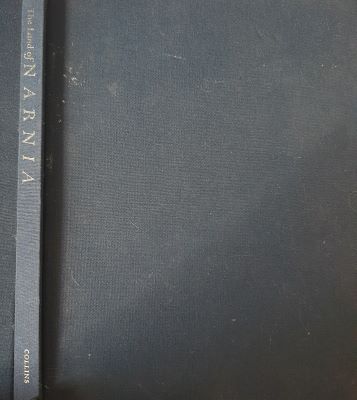 The Land of NARNIA
COLLINS